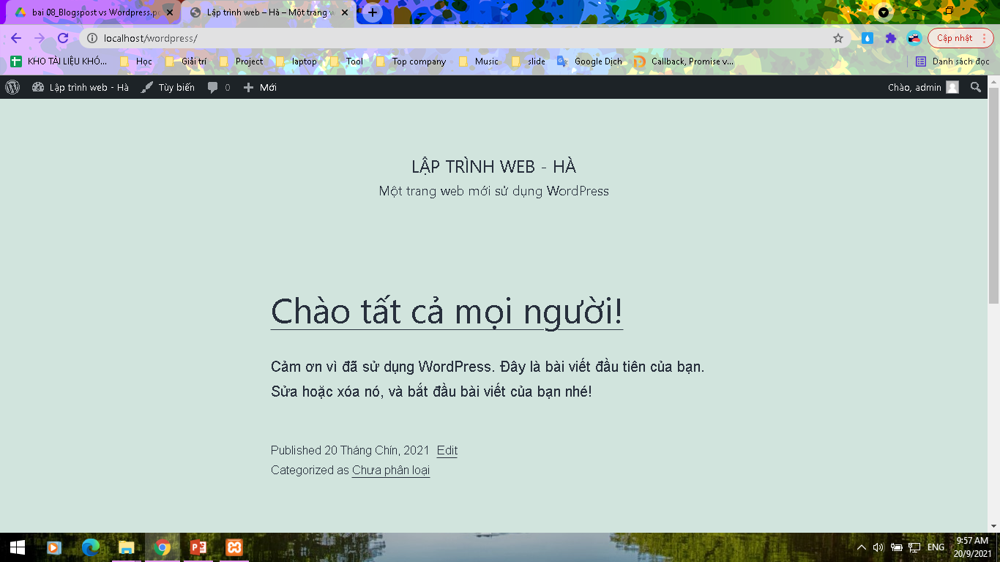 bai 08_Blogspost vs Wordpress.pd
Lập trình web – Hà – Một trang w
localhost/wordpress/
Cập nhật
KHO TÀI LIỆU KHÓ...
Học
Giải trí
Project
laptop
Tool
Top company
Music
slide
Google Dịch
Callback, Promise v...
Danh sách đọc
Lập trình web - Hà
Tùy biến
0
Mới
Chào, admin
LẬP TRÌNH WEB - HÀ
Một trang web mới sử dụng WordPress
Chào tất cả mọi người!
Cảm ơn vì đã sử dụng WordPress. Đây là bài viết đầu tiên của bạn.
Sửa hoặc xóa nó, và bắt đầu bài viết của bạn nhé!
Published 20 Tháng Chín, 2021 Edit
Categorized as Chưa phân loại
ENG
9:57 AM
20/9/2021